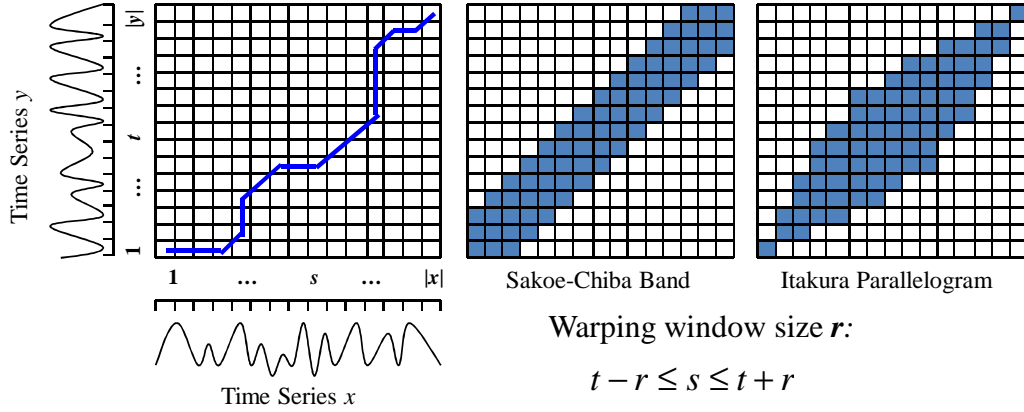 Time Series y
1 ... t ... |y|
1 ... s ... |x|
Time Series x
Sakoe-Chiba Band
Itakura Parallelogram
Warping window size r:
t − r ≤ s ≤ t + r